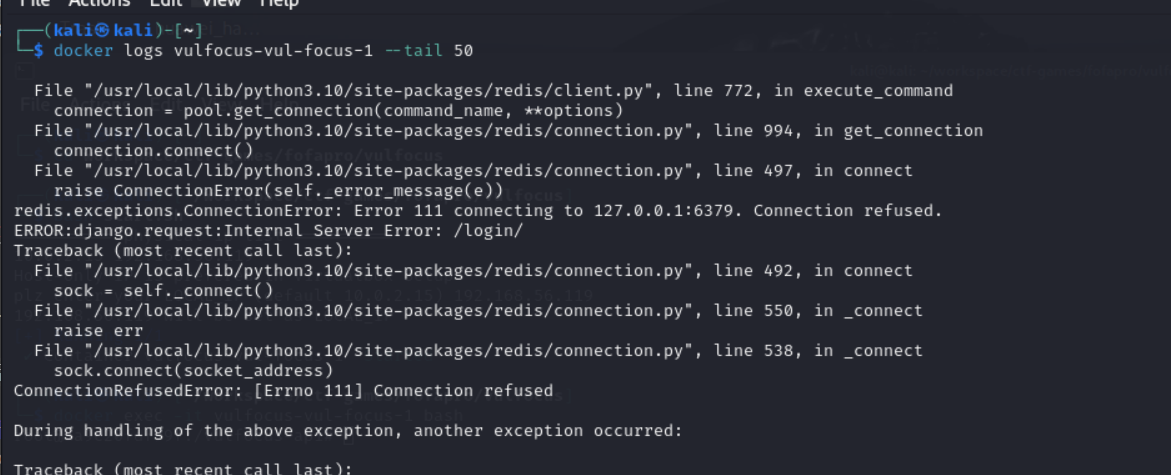 File Actions Edit View Help
┌──(kali㉿kali)-[~]
└─$ docker logs vulfocus-vul-focus-1 --tail 50
File "/usr/local/lib/python3.10/site-packages/redis/client.py", line 772, in execute_command
connection = pool.get_connection(command_name, **options)
File "/usr/local/lib/python3.10/site-packages/redis/connection.py", line 994, in get_connection
connection.connect()
File "/usr/local/lib/python3.10/site-packages/redis/connection.py", line 497, in connect
raise ConnectionError(self._error_message(e))
redis.exceptions.ConnectionError: Error 111 connecting to 127.0.0.1:6379. Connection refused.
ERROR:django.request:Internal Server Error: /login/
Traceback (most recent call last):
File "/usr/local/lib/python3.10/site-packages/redis/connection.py", line 492, in connect
sock = self._connect()
File "/usr/local/lib/python3.10/site-packages/redis/connection.py", line 550, in _connect
raise err
File "/usr/local/lib/python3.10/site-packages/redis/connection.py", line 538, in _connect
sock.connect(socket_address)
ConnectionRefusedError: [Errno 111] Connection refused
During handling of the above exception, another exception occurred:
Traceback (most recent call last):